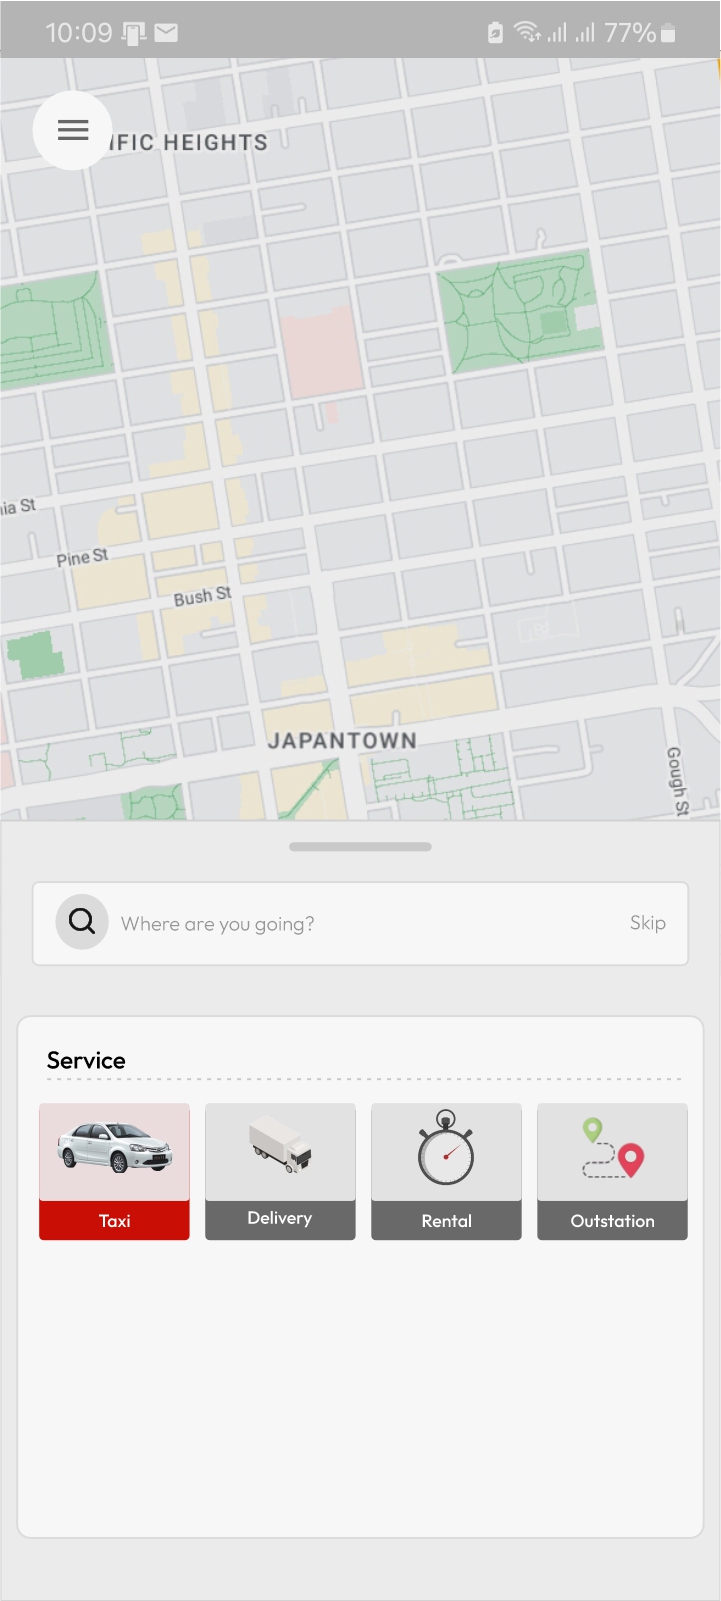 10:09
77%
IFIC HEIGHTS
ia St
Pine St
Bush St
JAPANTOWN
Gough St
Where are you going?
Skip
Service
Taxi
Delivery
Rental
Outstation